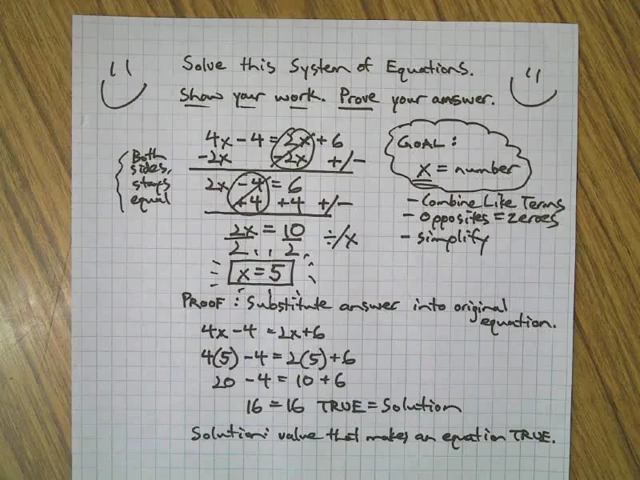 Solve this System of Equations.
Show your work. Prove your answer.
4x - 4 = 2x + 6
-2x -2x +/-
2x - 4 = 6
+4 +4 +/-
2x = 10 ÷/x
2 2
x = 5
Both
sides,
stays
equal
GOAL:
x = number
- Combine Like Terms
- Opposites = zeroes
- simplify
PROOF: Substitute answer into original
equation.
4x - 4 = 2x + 6
4(5) - 4 = 2(5) + 6
20 - 4 = 10 + 6
16 = 16 TRUE = Solution
Solution: value that makes an equation TRUE.